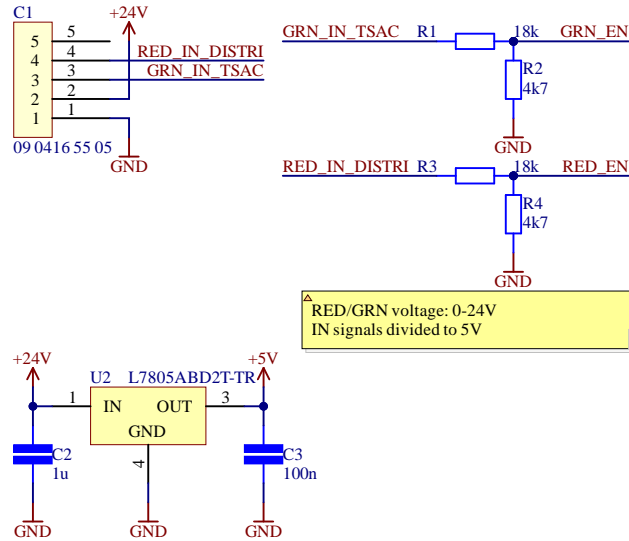 C1
+24V
5 5
4 4 RED_IN_DISTRI
3 3 GRN_IN_TSAC
2 2
1 1
09 0416 55 05
GND
GRN_IN_TSAC R1 18k GRN_EN
R2
4k7
GND
RED_IN_DISTRI R3 18k RED_EN
R4
4k7
GND
RED/GRN voltage: 0-24V
IN signals divided to 5V
+24V
U2 L7805ABD2T-TR
+5V
1 IN OUT 3
GND
4
C2
1u
C3
100n
GND
GND
GND